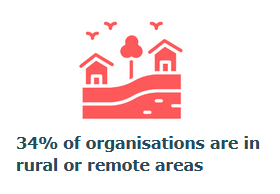 34% of organisations are in
rural or remote areas